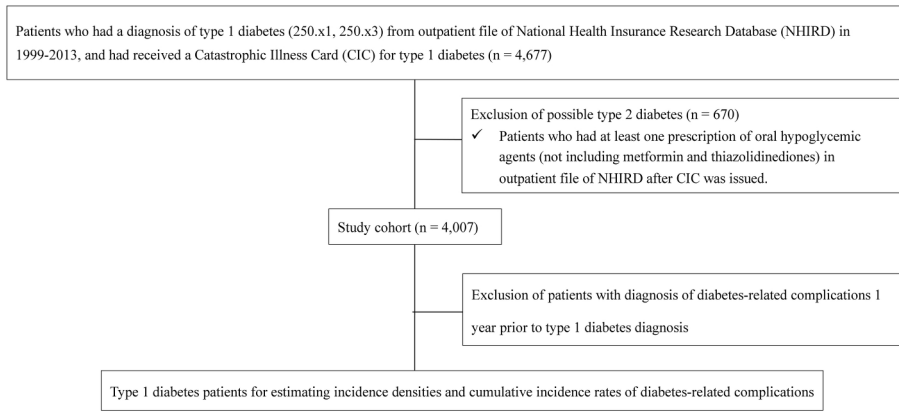 Patients who had a diagnosis of type 1 diabetes (250.x1, 250.x3) from outpatient file of National Health Insurance Research Database (NHIRD) in
1999-2013, and had received a Catastrophic Illness Card (CIC) for type 1 diabetes (n = 4,677)
Exclusion of possible type 2 diabetes (n = 670)
✓ Patients who had at least one prescription of oral hypoglycemic
agents (not including metformin and thiazolidinediones) in
outpatient file of NHIRD after CIC was issued.
Study cohort (n = 4,007)
Exclusion of patients with diagnosis of diabetes-related complications 1
year prior to type 1 diabetes diagnosis
Type 1 diabetes patients for estimating incidence densities and cumulative incidence rates of diabetes-related complications